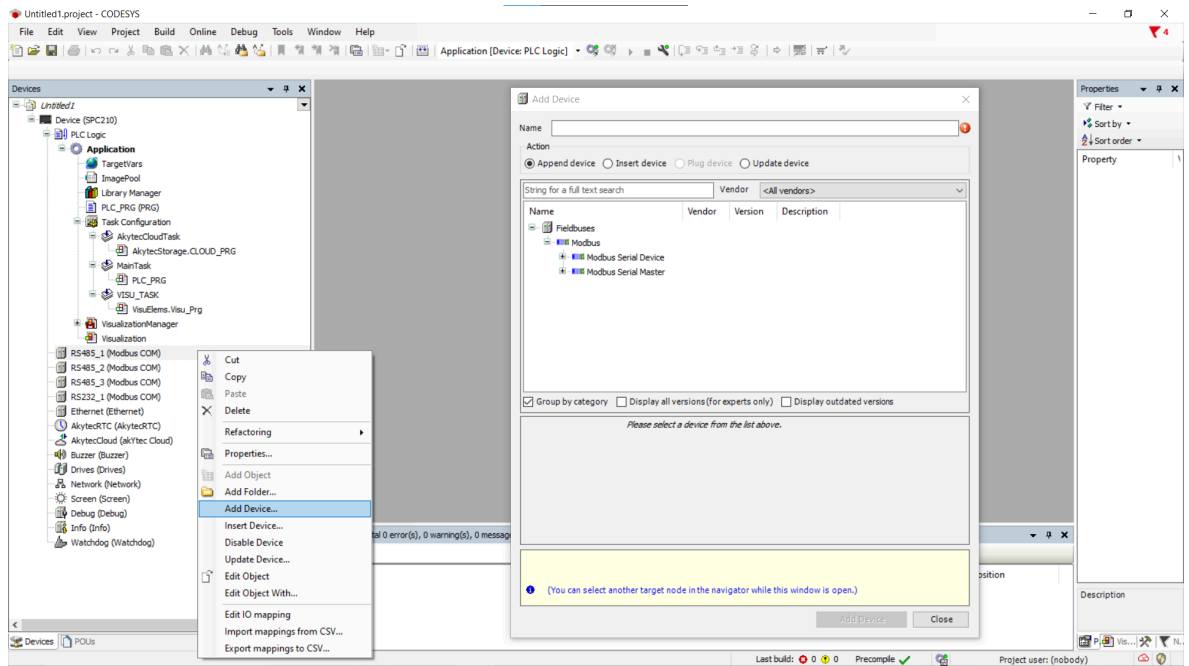 Untitled1.project - CODESYS
File Edit View Project Build Online Debug Tools Window Help
4
Application [Device: PLC Logic]
Devices
Untitled1
Device (SPC210)
PLC Logic
Application
TargetVars
ImagePool
Library Manager
PLC_PRG (PRG)
Task Configuration
AkytecCloudTask
AkytecStorage.CLOUD_PRG
MainTask
PLC_PRG
VISU_TASK
VisuElems.Visu_Prg
VisualizationManager
Visualization
RS485_1 (Modbus COM)
RS485_2 (Modbus COM)
RS485_3 (Modbus COM)
RS232_1 (Modbus COM)
Ethernet (Ethernet)
AkytecRTC (AkytecRTC)
AkytecCloud (akYtec Cloud)
Buzzer (Buzzer)
Drives (Drives)
Network (Network)
Screen (Screen)
Debug (Debug)
Info (Info)
Watchdog (Watchdog)
Devices POUs
Cut
Copy
Paste
Delete
Refactoring
Properties...
Add Object
Add Folder...
Add Device...
Insert Device...
Disable Device
Update Device...
Edit Object
Edit Object With...
Edit IO mapping
Import mappings from CSV...
Export mappings to CSV...
tal 0 error(s), 0 warning(s), 0 messag
osition
Add Device
Name
Action
Append device Insert device Plug device Update device
String for a full text search Vendor <All vendors>
Name Vendor Version Description
Fieldbuses
Modbus
Modbus Serial Device
Modbus Serial Master
Group by category Display all versions (for experts only) Display outdated versions
Please select a device from the list above.
(You can select another target node in the navigator while this window is open.)
Add Device Close
Properties
Filter
Sort by
Sort order
Property
Description
P... Vis... N...
Last build: 0 0 Precompile Project user: (nobody)